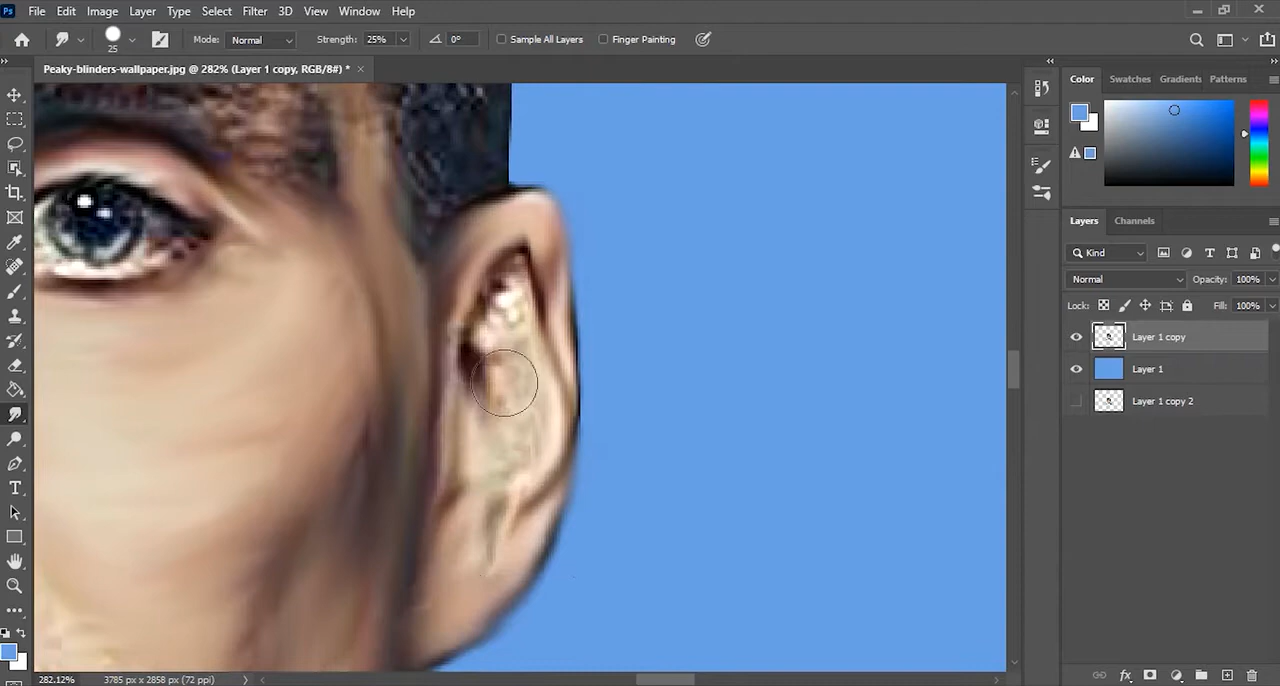 Ps File Edit Image Layer Type Select Filter 3D View Window Help
25 Mode: Normal Strength: 25% 0° Sample All Layers Finger Painting
Peaky-blinders-wallpaper.jpg @ 282% (Layer 1 copy, RGB/8#) *
Color Swatches Gradients Patterns
Layers Channels
Kind
Normal Opacity: 100%
Lock: Fill: 100%
Layer 1 copy
Layer 1
Layer 1 copy 2
282.12% 3785 px x 2858 px (72 ppi)